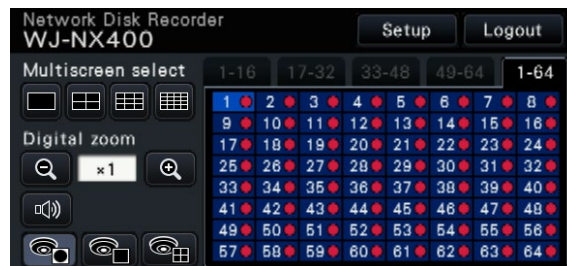 Network Disk Recorder
WJ-NX400
Setup
Logout
Multiscreen select
1-16
17-32
33-48
49-64
1-64
Digital zoom
×1
1 2 3 4 5 6 7 8
9 10 11 12 13 14 15 16
17 18 19 20 21 22 23 24
25 26 27 28 29 30 31 32
33 34 35 36 37 38 39 40
41 42 43 44 45 46 47 48
49 50 51 52 53 54 55 56
57 58 59 60 61 62 63 64